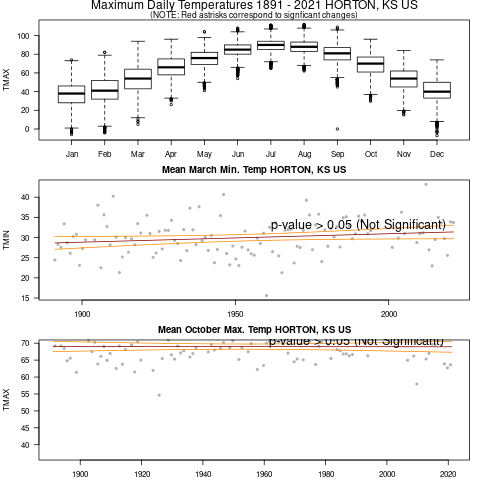 Maximum Daily Temperatures 1891 - 2021 HORTON, KS US
(NOTE: Red astrisks correspond to signficant changes)
TMAX
100
80
60
40
20
0
Jan Feb Mar Apr May Jun Jul Aug Sep Oct Nov Dec
Mean March Min. Temp HORTON, KS US
p-value > 0.05 (Not Significant)
TMIN
40
35
30
25
20
15
1900 1950 2000
Mean October Max. Temp HORTON, KS US
p-value > 0.05 (Not Significant)
TMAX
70
65
60
55
50
45
40
1900 1920 1940 1960 1980 2000 2020